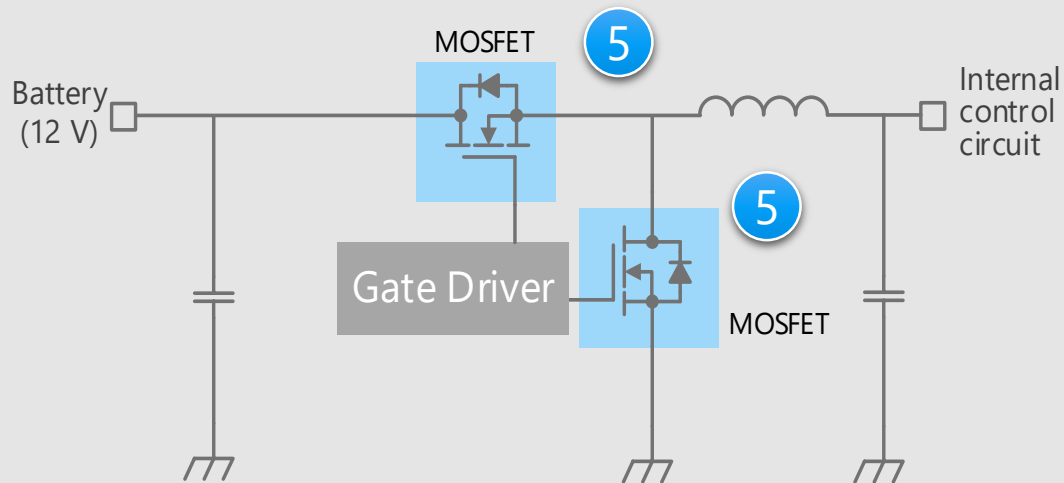 MOSFET
5
Battery
(12 V)
Internal
control
circuit
5
Gate Driver
MOSFET